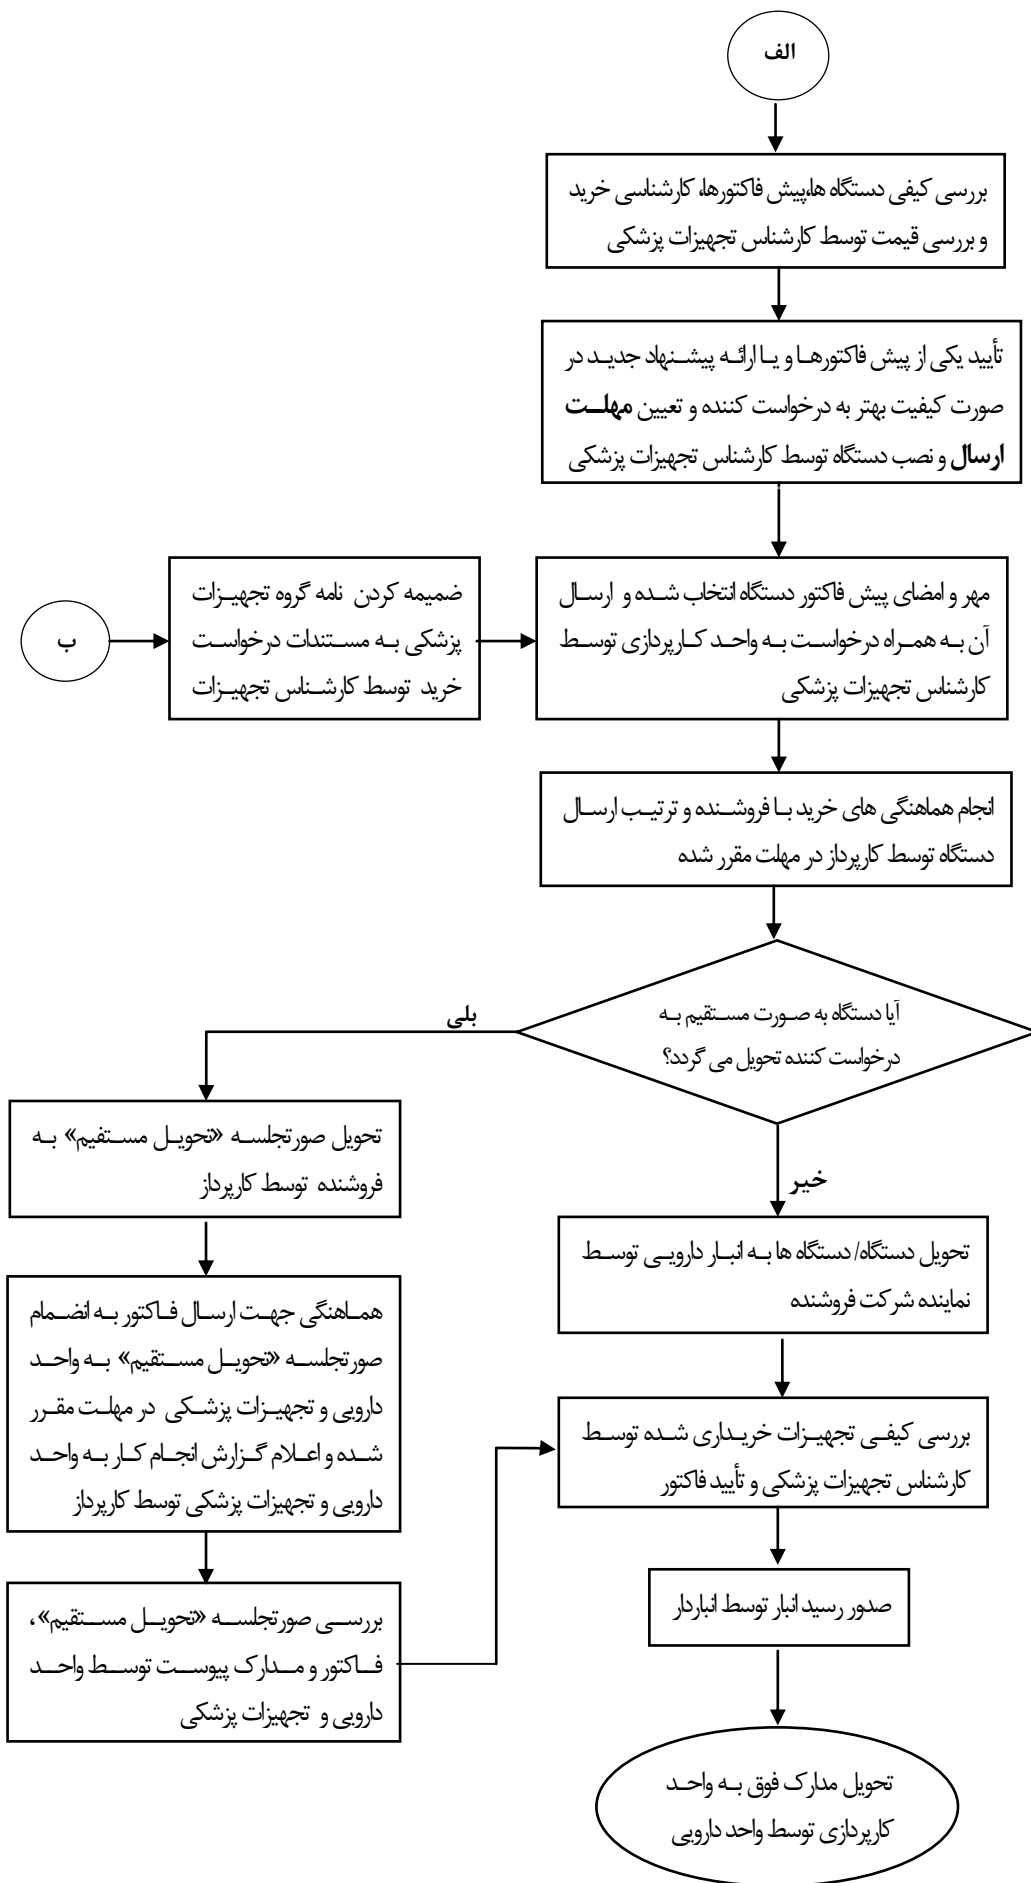 الف
بررسی کیفی دستگاه ها،پیش فاکتورها، کارشناسی خرید
و بررسی قیمت توسط کارشناس تجهیزات پزشکی
تأیید یکی از پیش فاکتورها و یا ارائه پیشنهاد جدید در
صورت کیفیت بهتر به درخواست کننده و تعیین مهلت
ارسال و نصب دستگاه توسط کارشناس تجهیزات پزشکی
مهر و امضای پیش فاکتور دستگاه انتخاب شده و ارسال
آن به همراه درخواست به واحد کارپردازی توسط
کارشناس تجهیزات پزشکی
ضمیمه کردن نامه گروه تجهیزات
پزشکی به مستندات درخواست
خرید توسط کارشناس تجهیزات
ب
انجام هماهنگی های خرید با فروشنده و ترتیب ارسال
دستگاه توسط کارپرداز در مهلت مقرر شده
آیا دستگاه به صورت مستقیم به
درخواست کننده تحویل می گردد؟
بلی
خیر
تحویل صورتجلسه «تحویل مستفیم» به
فروشنده توسط کارپرداز
هماهنگی جهت ارسال فاکتور به انضمام
صورتجلسه «تحویل مستقیم» به واحد
دارویی و تجهیزات پزشکی در مهلت مقرر
شده و اعلام گزارش انجام کار به واحد
دارویی و تجهیزات پزشکی توسط کارپرداز
بررسی صورتجلسه «تحویل مستقیم»،
فاکتور و مدارک پیوست توسط واحد
دارویی و تجهیزات پزشکی
تحویل دستگاه/ دستگاه ها به انبار دارویی توسط
نماینده شرکت فروشنده
بررسی کیفی تجهیزات خریداری شده توسط
کارشناس تجهیزات پزشکی و تأیید فاکتور
صدور رسید انبار توسط انباردار
تحویل مدارک فوق به واحد
کارپردازی توسط واحد دارویی